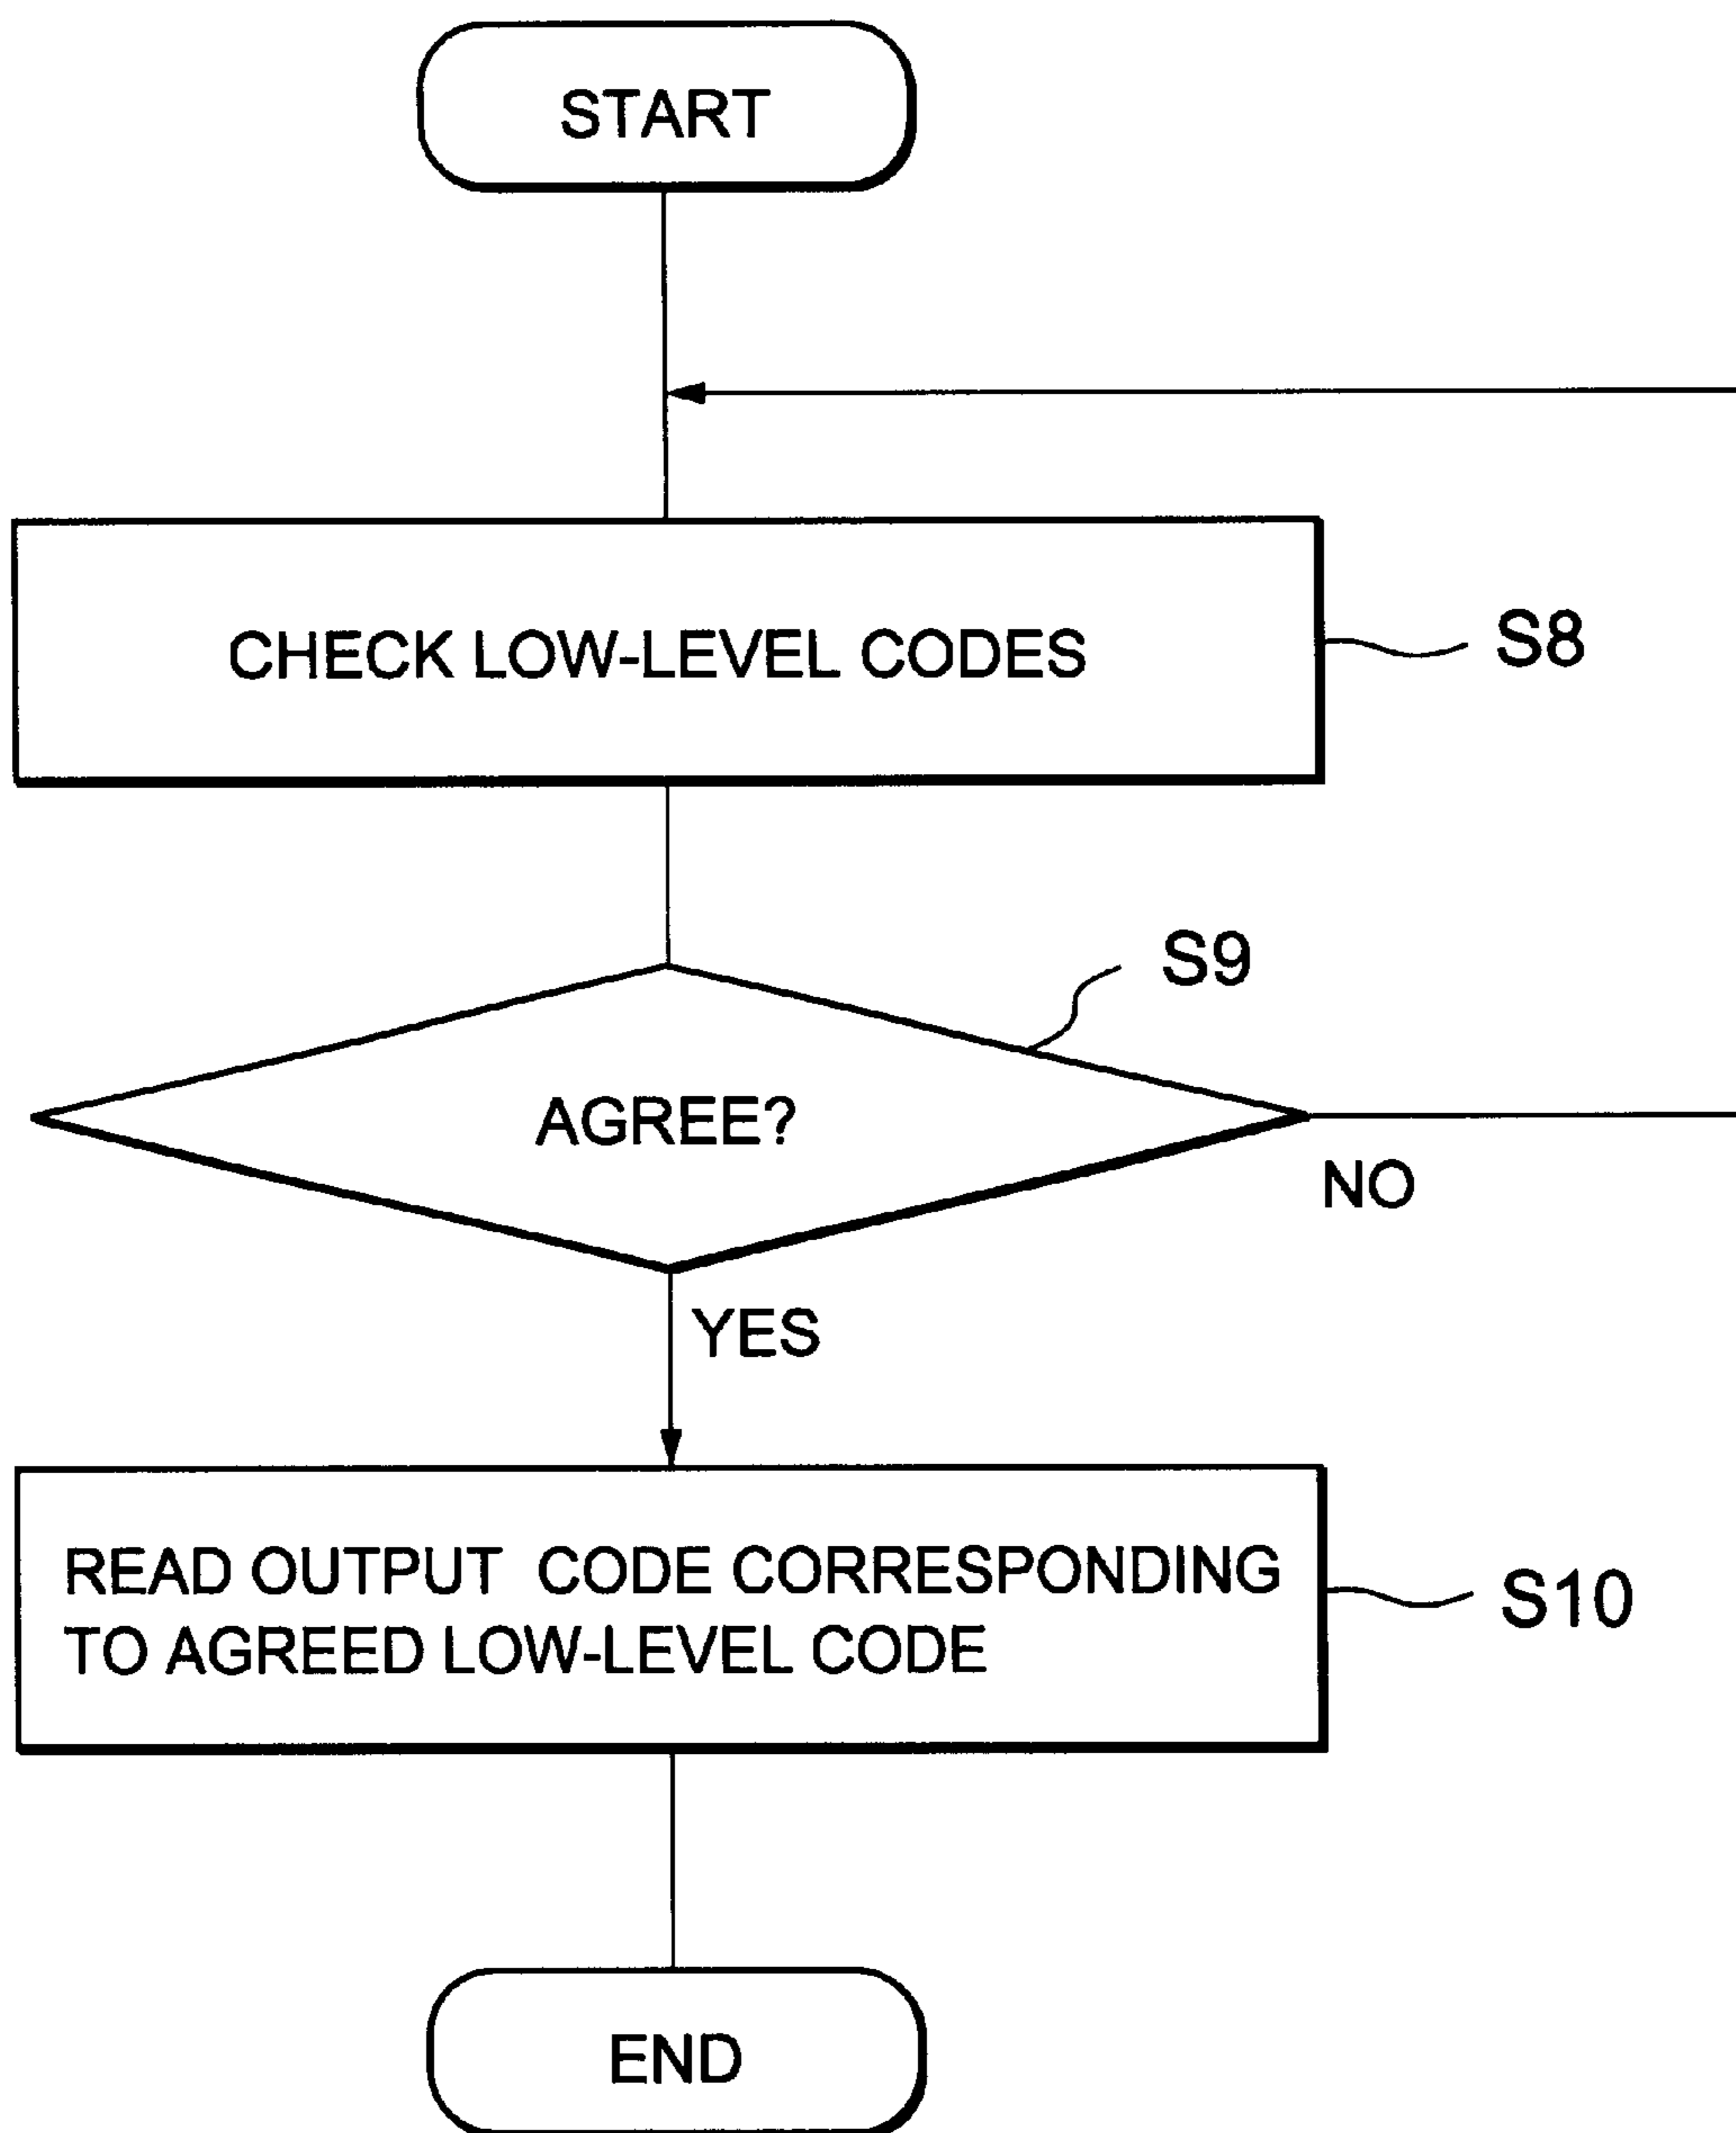 START
CHECK LOW-LEVEL CODES
S8
S9
AGREE?
NO
YES
READ OUTPUT CODE CORRESPONDING
TO AGREED LOW-LEVEL CODE
S10
END